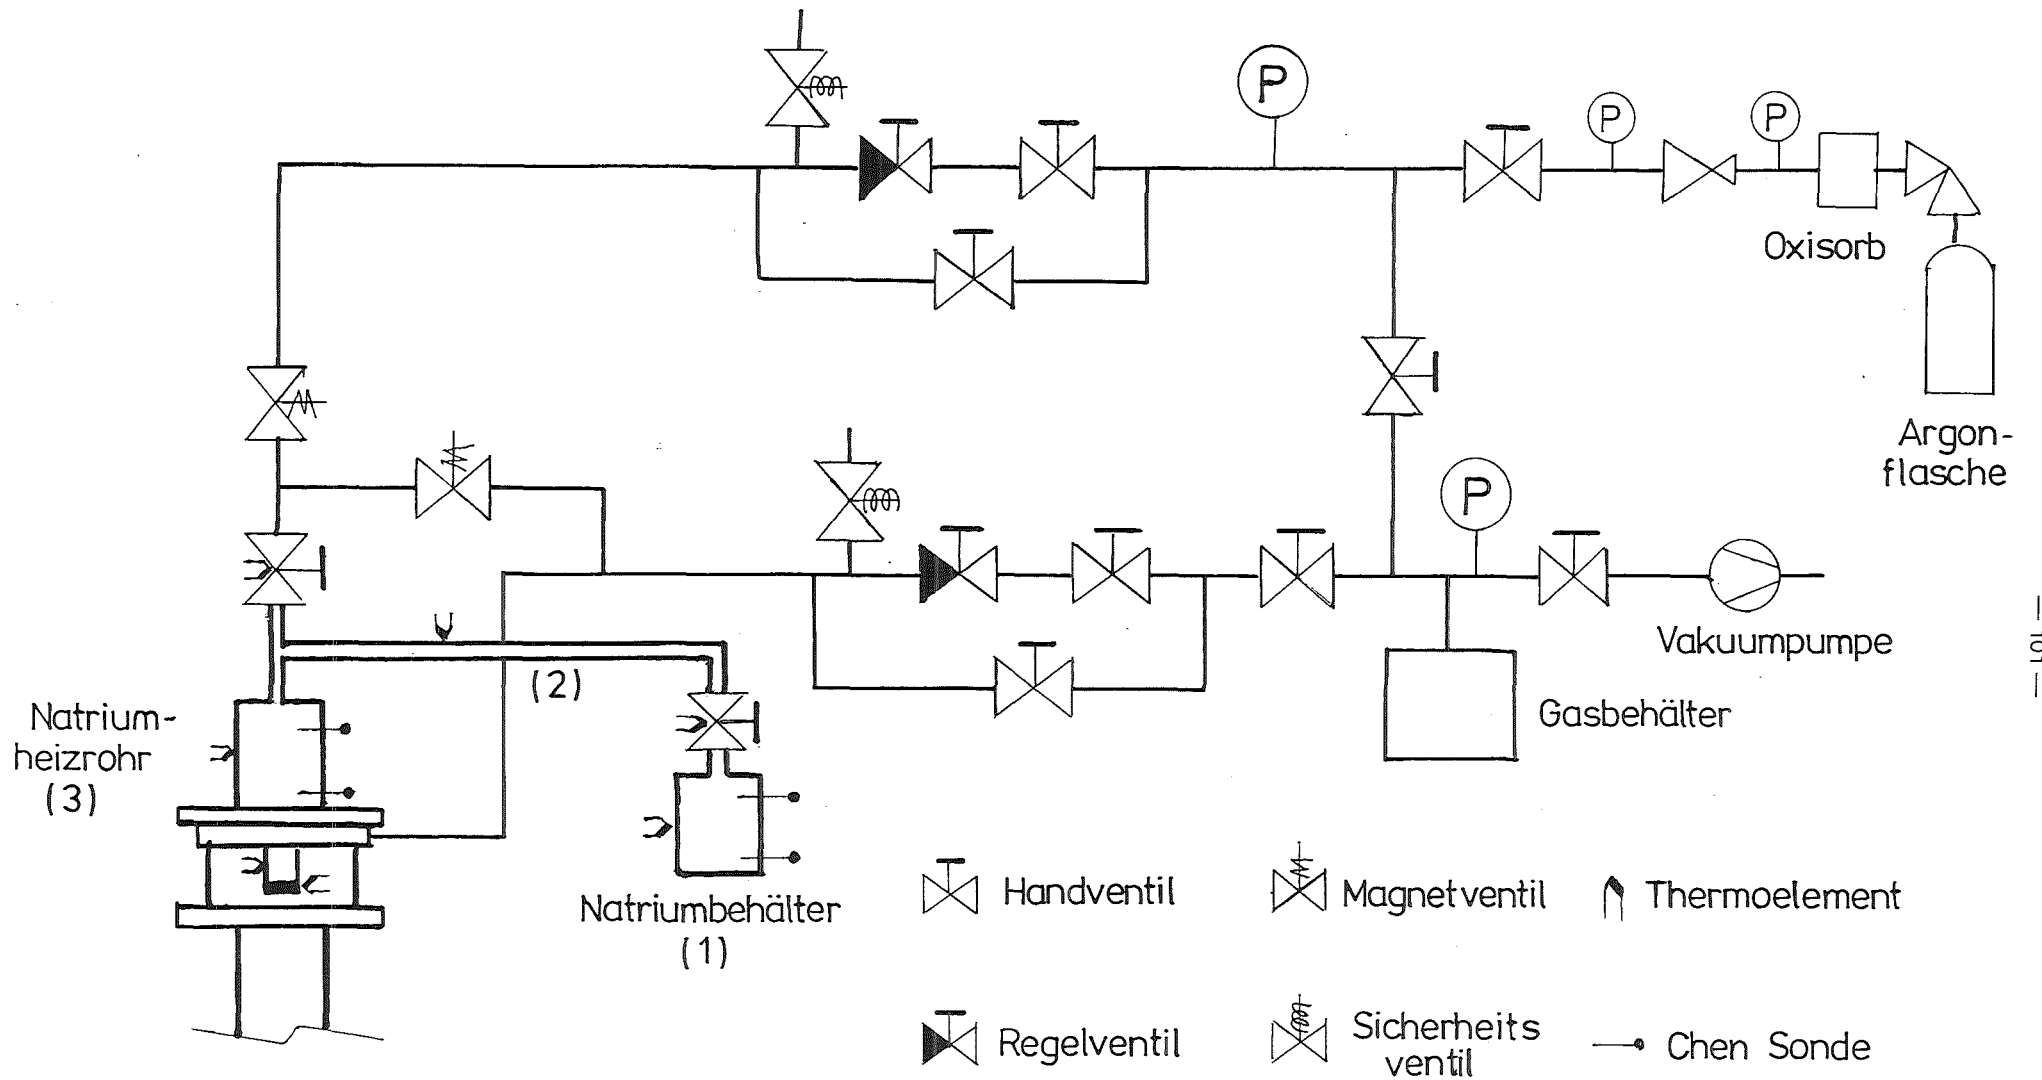 P
P
P
Oxisorb
Argon-
flasche
P
Vakuumpumpe
Gasbehälter
(2)
Natrium-
heizrohr
(3)
Natriumbehälter
(1)
Handventil
Magnetventil
Thermoelement
Regelventil
Sicherheits
ventil
Chen Sonde